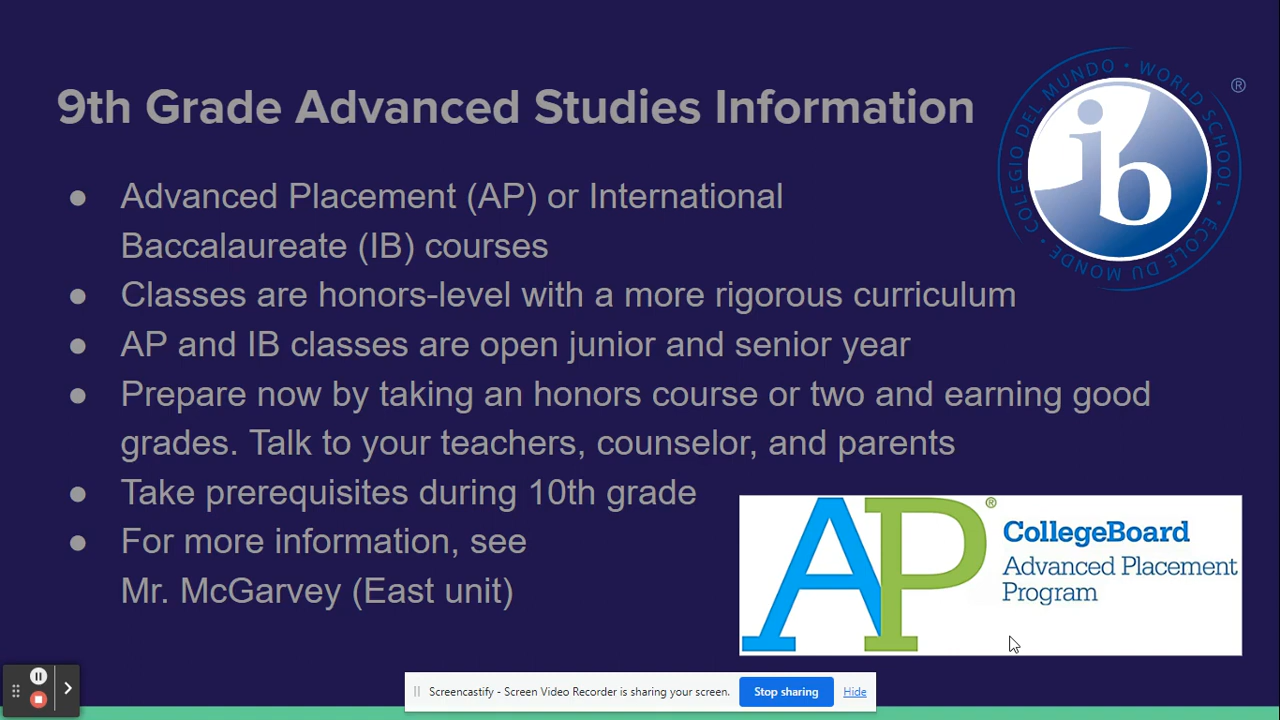 9th Grade Advanced Studies Information
COLEGIO DEL MUNDO • WORLD SCHOOL • ÉCOLE DU MONDE •
®
ib
● Advanced Placement (AP) or International
Baccalaureate (IB) courses
● Classes are honors-level with a more rigorous curriculum
● AP and IB classes are open junior and senior year
● Prepare now by taking an honors course or two and earning good
grades. Talk to your teachers, counselor, and parents
● Take prerequisites during 10th grade
● For more information, see
Mr. McGarvey (East unit)
AP®
CollegeBoard
Advanced Placement
Program
Screencastify - Screen Video Recorder is sharing your screen. Stop sharing Hide